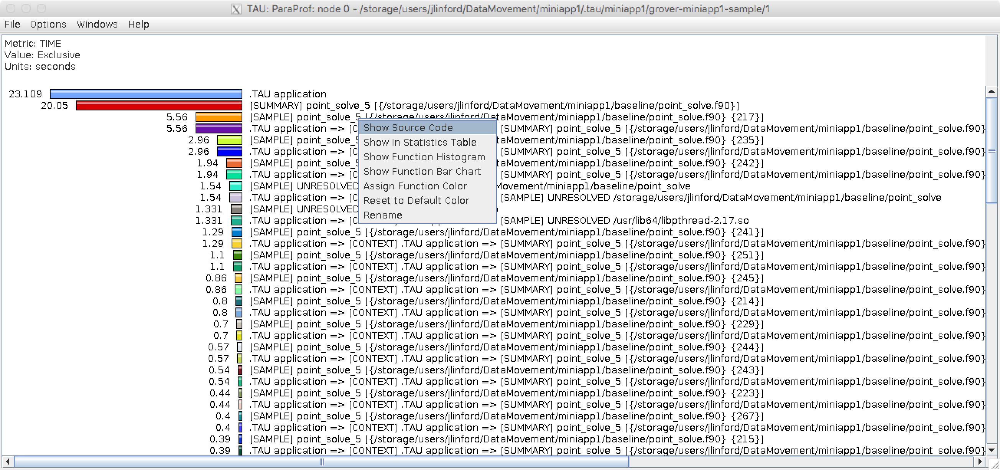 TAU: ParaProf: node 0 - /storage/users/jlinford/DataMovement/miniapp1/.tau/miniapp1/grover-miniapp1-sample/1
File Options Windows Help
Metric: TIME
Value: Exclusive
Units: seconds
23.109 .TAU application
20.05 [SUMMARY] point_solve_5 [{/storage/users/jlinford/DataMovement/miniapp1/baseline/point_solve.f90}]
5.56 [SAMPLE] point_solve_5 [{/storage/users/jlinford/DataMovement/miniapp1/baseline/point_solve.f90} {217}]
5.56 .TAU application => [C [SUMMARY] point_solve_5 [{/storage/users/jlinford/DataMovement/miniapp1/baseline/point_solve.f90}
2.96 [SAMPLE] point_solve_5 taMovement/miniapp1/baseline/point_solve.f90} {235}]
2.96 .TAU application => [C [SUMMARY] point_solve_5 [{/storage/users/jlinford/DataMovement/miniapp1/baseline/point_solve.f90}
1.94 [SAMPLE] point_solve_5 taMovement/miniapp1/baseline/point_solve.f90} {242}]
1.94 .TAU application => [C [SUMMARY] point_solve_5 [{/storage/users/jlinford/DataMovement/miniapp1/baseline/point_solve.f90}
1.54 [SAMPLE] UNRESOLVED Movement/miniapp1/baseline/point_solve
1.54 .TAU application => [C [SAMPLE] UNRESOLVED /storage/users/jlinford/DataMovement/miniapp1/baseline/point_solve
1.331 [SAMPLE] UNRESOLVED
1.331 .TAU application => [C [SAMPLE] UNRESOLVED /usr/lib64/libpthread-2.17.so
Show Source Code
Show In Statistics Table
Show Function Histogram
Show Function Bar Chart
Assign Function Color
Reset to Default Color
Rename
1.29 [SAMPLE] point_solve_5 [{/storage/users/jlinford/DataMovement/miniapp1/baseline/point_solve.f90} {241}]
1.29 .TAU application => [CONTEXT] .TAU application => [SUMMARY] point_solve_5 [{/storage/users/jlinford/DataMovement/miniapp1/baseline/point_solve.f90}
1.1 [SAMPLE] point_solve_5 [{/storage/users/jlinford/DataMovement/miniapp1/baseline/point_solve.f90} {251}]
1.1 .TAU application => [CONTEXT] .TAU application => [SUMMARY] point_solve_5 [{/storage/users/jlinford/DataMovement/miniapp1/baseline/point_solve.f90}
0.86 [SAMPLE] point_solve_5 [{/storage/users/jlinford/DataMovement/miniapp1/baseline/point_solve.f90} {245}]
0.86 .TAU application => [CONTEXT] .TAU application => [SUMMARY] point_solve_5 [{/storage/users/jlinford/DataMovement/miniapp1/baseline/point_solve.f90}
0.8 [SAMPLE] point_solve_5 [{/storage/users/jlinford/DataMovement/miniapp1/baseline/point_solve.f90} {214}]
0.8 .TAU application => [CONTEXT] .TAU application => [SUMMARY] point_solve_5 [{/storage/users/jlinford/DataMovement/miniapp1/baseline/point_solve.f90}
0.7 [SAMPLE] point_solve_5 [{/storage/users/jlinford/DataMovement/miniapp1/baseline/point_solve.f90} {229}]
0.7 .TAU application => [CONTEXT] .TAU application => [SUMMARY] point_solve_5 [{/storage/users/jlinford/DataMovement/miniapp1/baseline/point_solve.f90}
0.57 [SAMPLE] point_solve_5 [{/storage/users/jlinford/DataMovement/miniapp1/baseline/point_solve.f90} {244}]
0.57 .TAU application => [CONTEXT] .TAU application => [SUMMARY] point_solve_5 [{/storage/users/jlinford/DataMovement/miniapp1/baseline/point_solve.f90}
0.54 [SAMPLE] point_solve_5 [{/storage/users/jlinford/DataMovement/miniapp1/baseline/point_solve.f90} {243}]
0.54 .TAU application => [CONTEXT] .TAU application => [SUMMARY] point_solve_5 [{/storage/users/jlinford/DataMovement/miniapp1/baseline/point_solve.f90}
0.44 [SAMPLE] point_solve_5 [{/storage/users/jlinford/DataMovement/miniapp1/baseline/point_solve.f90} {223}]
0.44 .TAU application => [CONTEXT] .TAU application => [SUMMARY] point_solve_5 [{/storage/users/jlinford/DataMovement/miniapp1/baseline/point_solve.f90}
0.4 [SAMPLE] point_solve_5 [{/storage/users/jlinford/DataMovement/miniapp1/baseline/point_solve.f90} {267}]
0.4 .TAU application => [CONTEXT] .TAU application => [SUMMARY] point_solve_5 [{/storage/users/jlinford/DataMovement/miniapp1/baseline/point_solve.f90}
0.39 [SAMPLE] point_solve_5 [{/storage/users/jlinford/DataMovement/miniapp1/baseline/point_solve.f90} {215}]
0.39 .TAU application => [CONTEXT] .TAU application => [SUMMARY] point_solve_5 [{/storage/users/jlinford/DataMovement/miniapp1/baseline/point_solve.f90}